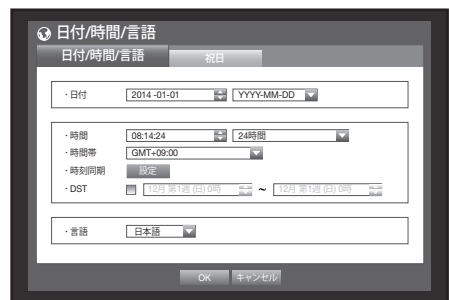 日付/時間/言語
日付/時間/言語 祝日
・日付 2014 -01-01 YYYY-MM-DD
・時間 08:14:24 24時間
・時間帯 GMT+09:00
・時刻同期 設定
・DST 12月 第1週 (日) 0時 ~ 12月 第1週 (日) 0時
・言語 日本語
OK キャンセル